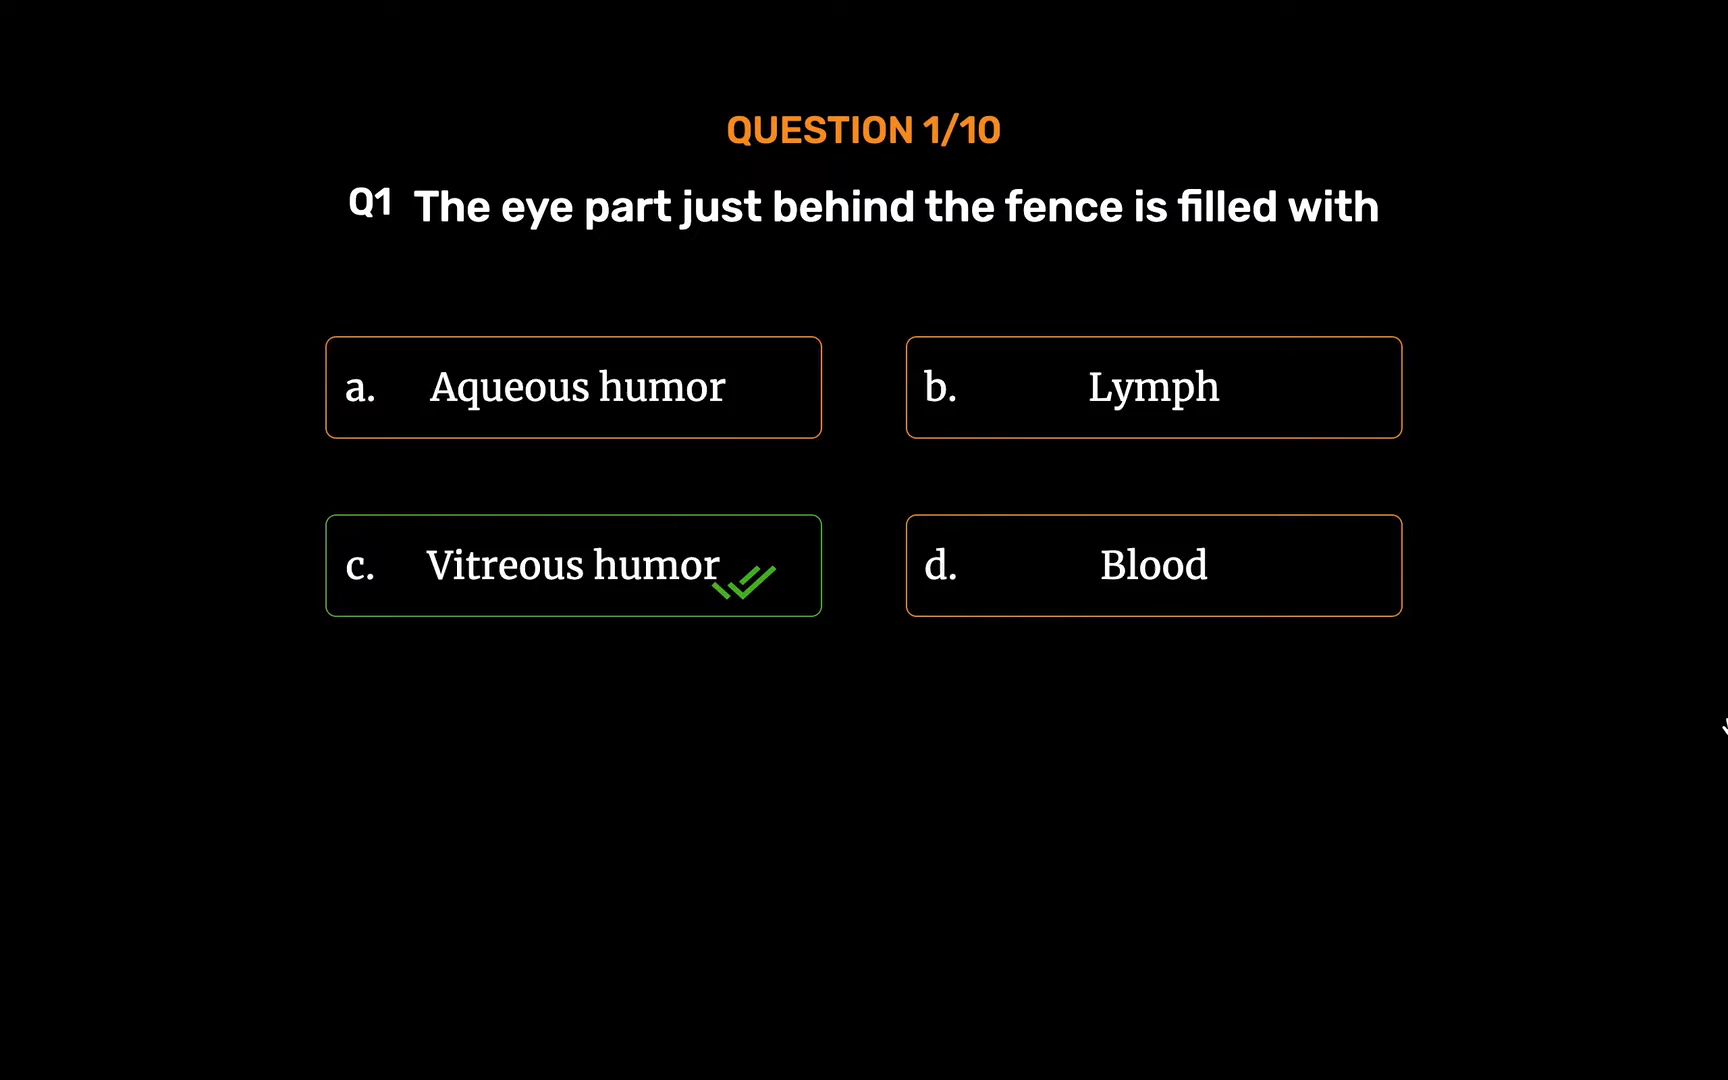 QUESTION 1/10
Q1 The eye part just behind the fence is filled with
a. Aqueous humor
b. Lymph
c. Vitreous humor
d. Blood